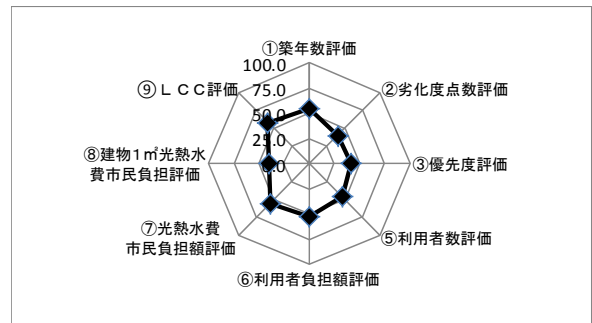 ①築年数評価
②劣化度点数評価
③優先度評価
⑤利用者数評価
⑥利用者負担額評価
⑦光熱水費
市民負担額評価
⑧建物1㎡光熱水
費市民負担評価
⑨ＬＣＣ評価
100.0
75.0
50.0
25.0
0.0